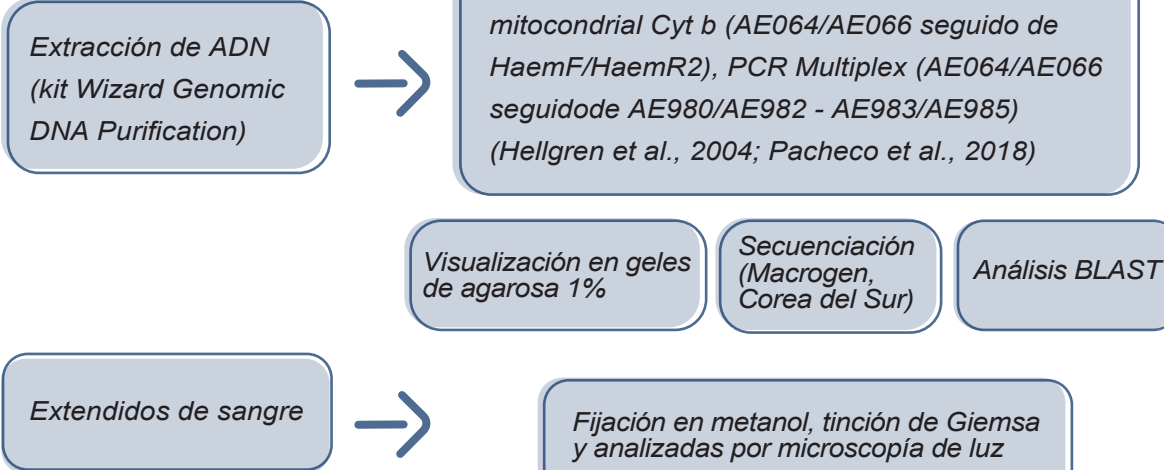 Extracción de ADN
(kit Wizard Genomic
DNA Purification)
mitocondrial Cyt b (AE064/AE066 seguido de
HaemF/HaemR2), PCR Multiplex (AE064/AE066
seguidode AE980/AE982 - AE983/AE985)
(Hellgren et al., 2004; Pacheco et al., 2018)
Visualización en geles
de agarosa 1%
Secuenciación
(Macrogen,
Corea del Sur)
Análisis BLAST
Extendidos de sangre
Fijación en metanol, tinción de Giemsa
y analizadas por microscopía de luz